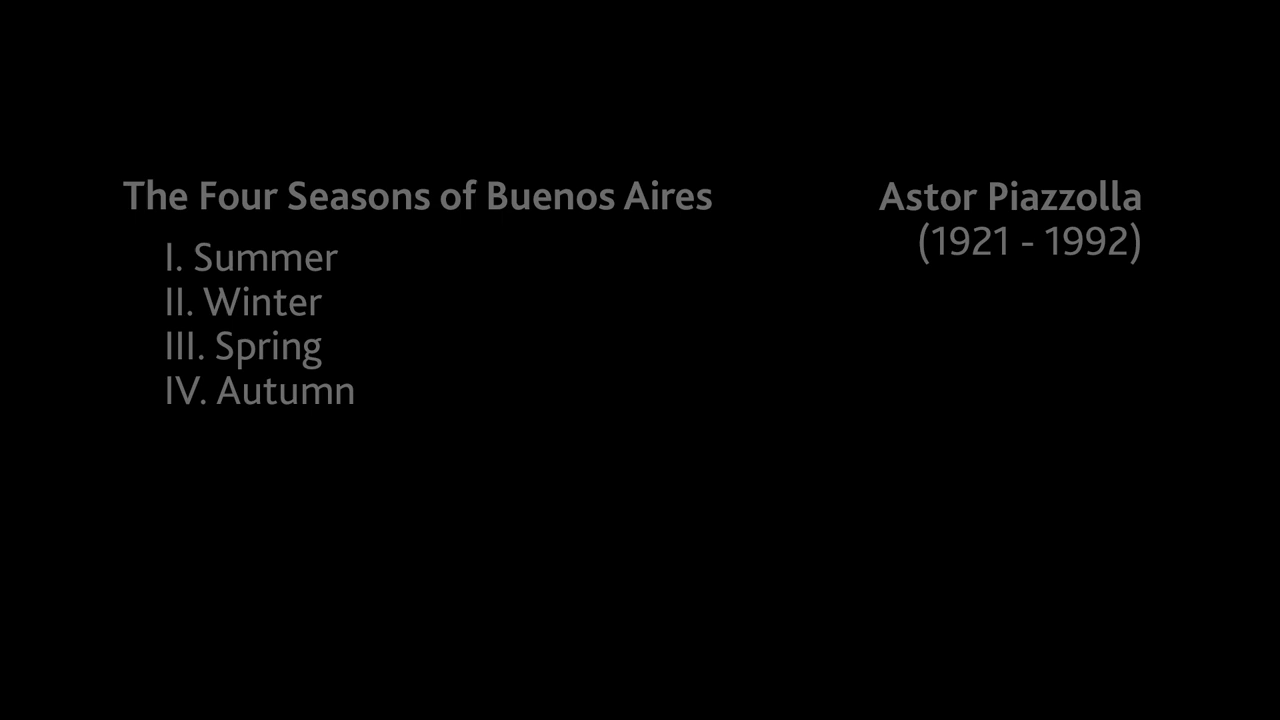 The Four Seasons of Buenos Aires
I. Summer
II. Winter
III. Spring
IV. Autumn
Astor Piazzolla
(1921 - 1992)